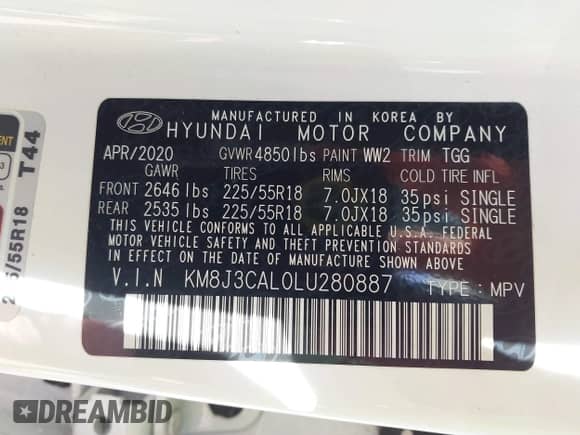 MANUFACTURED IN KOREA BY
HYUNDAI MOTOR COMPANY
APR/2020 GVWR 4850lbs PAINT WW2 TRIM TGG
GAWR TIRES RIMS COLD TIRE INFL
FRONT 2646 lbs 225/55R18 7.0JX18 35psi SINGLE
REAR 2535 lbs 225/55R18 7.0JX18 35psi SINGLE
THIS VEHICLE CONFORMS TO ALL APPLICABLE U.S.A. FEDERAL
MOTOR VEHICLE SAFETY AND THEFT PREVENTION STANDARDS
IN EFFECT ON THE DATE OF MANUFACTURE SHOWN ABOVE.
V.I.N KM8J3CAL0LU280887 TYPE : MPV
T44
DREAMBID